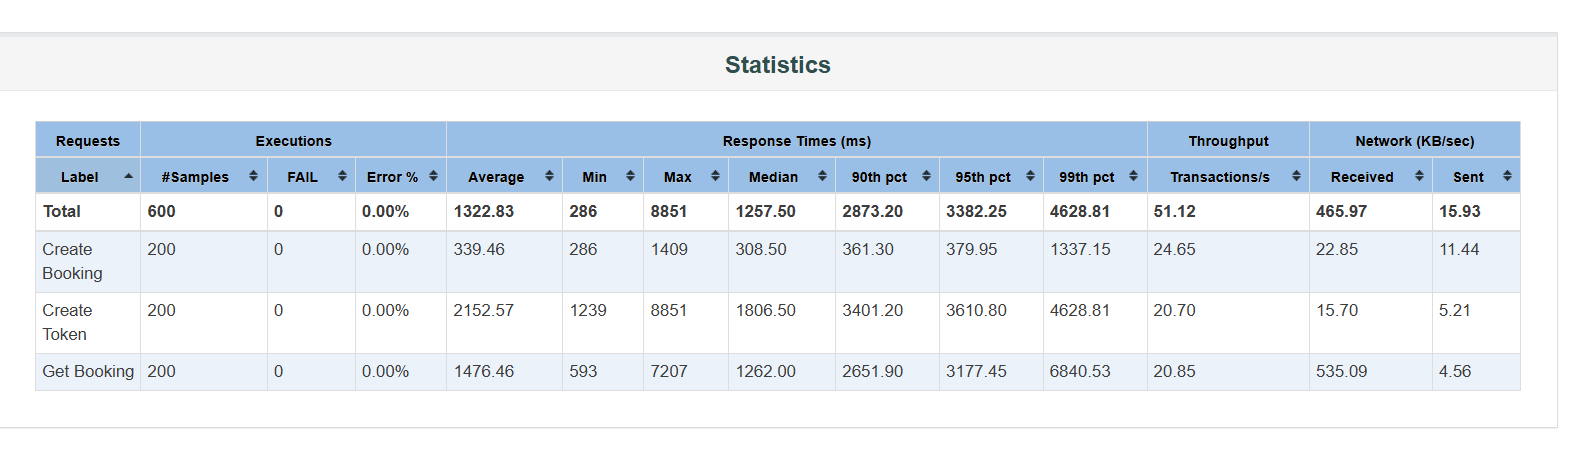 Statistics
Requests Executions Response Times (ms) Throughput Network (KB/sec)
Label #Samples FAIL Error % Average Min Max Median 90th pct 95th pct 99th pct Transactions/s Received Sent
Total 600 0 0.00% 1322.83 286 8851 1257.50 2873.20 3382.25 4628.81 51.12 465.97 15.93
Create 200 0 0.00% 339.46 286 1409 308.50 361.30 379.95 1337.15 24.65 22.85 11.44
Booking
Create 200 0 0.00% 2152.57 1239 8851 1806.50 3401.20 3610.80 4628.81 20.70 15.70 5.21
Token
Get Booking 200 0 0.00% 1476.46 593 7207 1262.00 2651.90 3177.45 6840.53 20.85 535.09 4.56